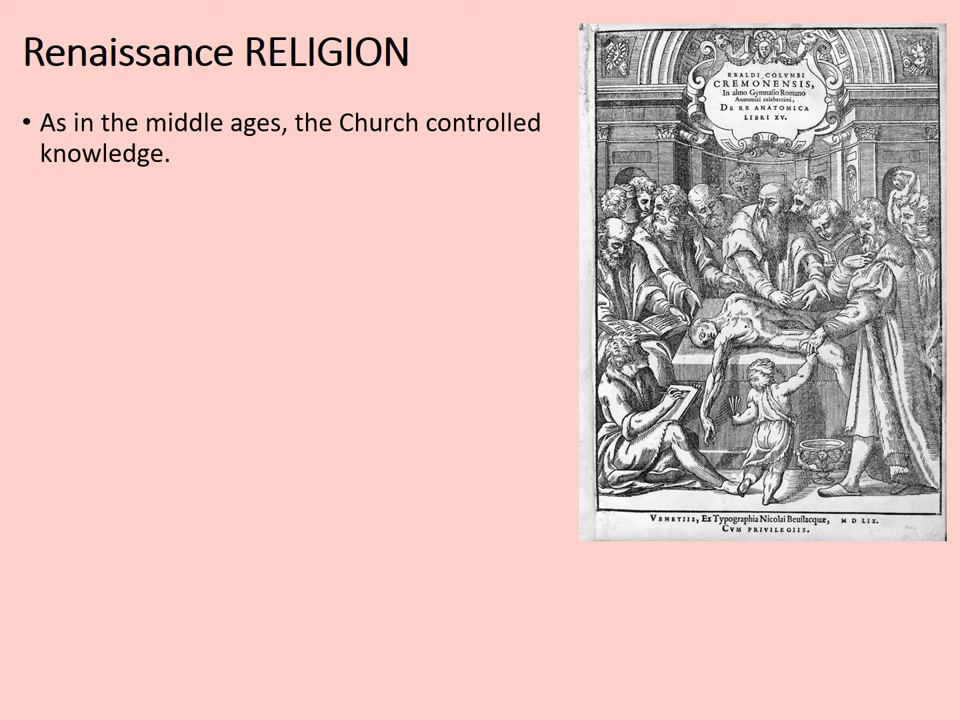 Renaissance RELIGION
• As in the middle ages, the Church controlled
knowledge.
REALDI COLVMBI
CREMONENSIS,
In almo Gymnasio Romano
Anatomici celeberrimi,
DE RE ANATOMICA
LIBRI XV.
VENETIIS, Ex Typographia Nicolai Beuilacquæ, M D LIX.
CVM PRIVILEGIIS.